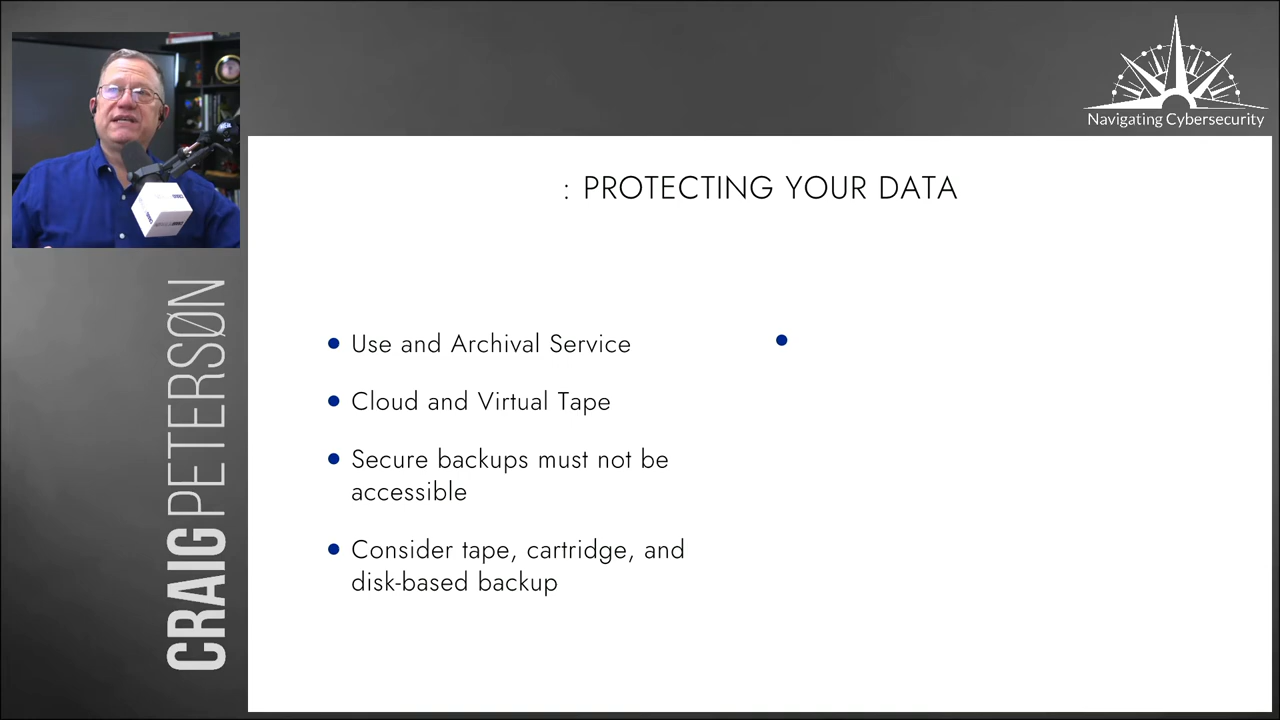 Navigating Cybersecurity
: PROTECTING YOUR DATA
Use and Archival Service
Cloud and Virtual Tape
Secure backups must not be
accessible
Consider tape, cartridge, and
disk-based backup
CRAIG PETERSØN